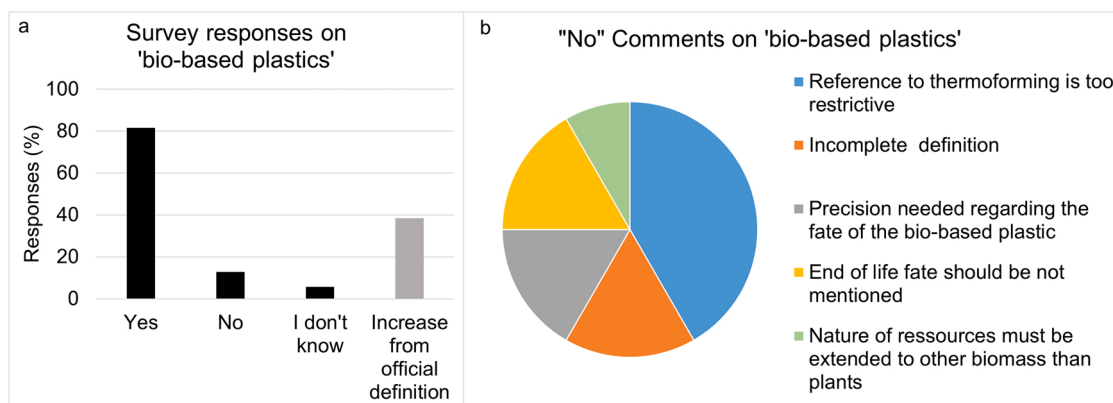 a
Survey responses on
'bio-based plastics'
Responses (%)
100
80
60
40
20
0
Yes
No
I don't
know
Increase
from
official
definition
b
"No" Comments on 'bio-based plastics'
Reference to thermoforming is too
restrictive
Incomplete definition
Precision needed regarding the
fate of the bio-based plastic
End of life fate should be not
mentioned
Nature of ressources must be
extended to other biomass than
plants